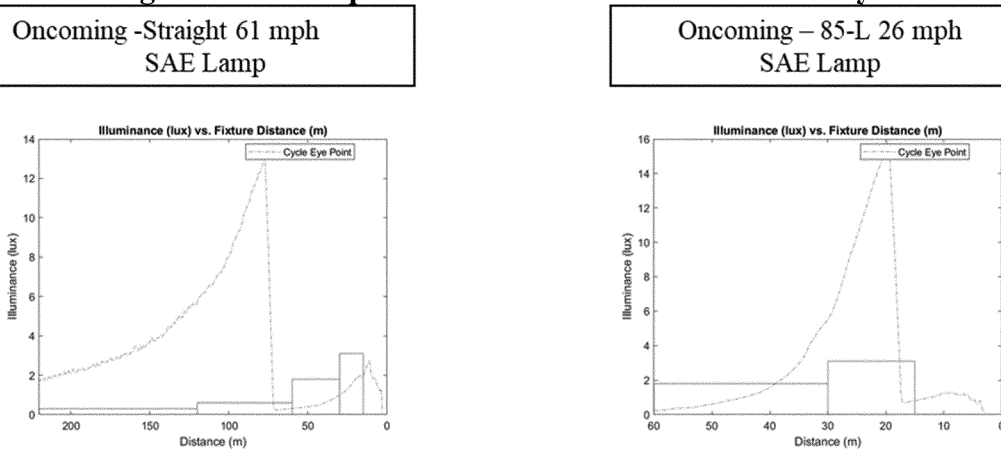 Oncoming -Straight 61 mph
SAE Lamp
Oncoming – 85-L 26 mph
SAE Lamp
Illuminance (lux) vs. Fixture Distance (m)
Cycle Eye Point
14
12
10
8
6
4
2
0
Illuminance (lux)
200
150
100
50
0
Distance (m)
Illuminance (lux) vs. Fixture Distance (m)
Cycle Eye Point
16
14
12
10
8
6
4
2
0
Illuminance (lux)
60
50
40
30
20
10
0
Distance (m)